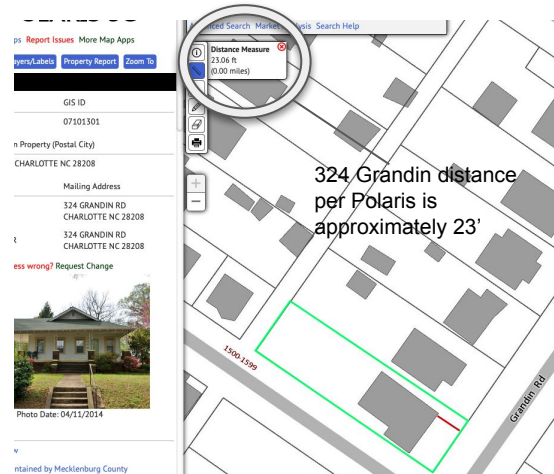 ps Report Issues More Map Apps
ayers/Labels Property Report Zoom To
GIS ID
07101301
n Property (Postal City)
CHARLOTTE NC 28208
Mailing Address
324 GRANDIN RD
CHARLOTTE NC 28208
R 324 GRANDIN RD
CHARLOTTE NC 28208
ess wrong? Request Change
Photo Date: 04/11/2014
w
ntained by Mecklenburg County
Advanced Search Market Analysis Search Help
Distance Measure
23.06 ft
(0.00 miles)
324 Grandin distance
per Polaris is
approximately 23’
1500-1599
Grandin Rd